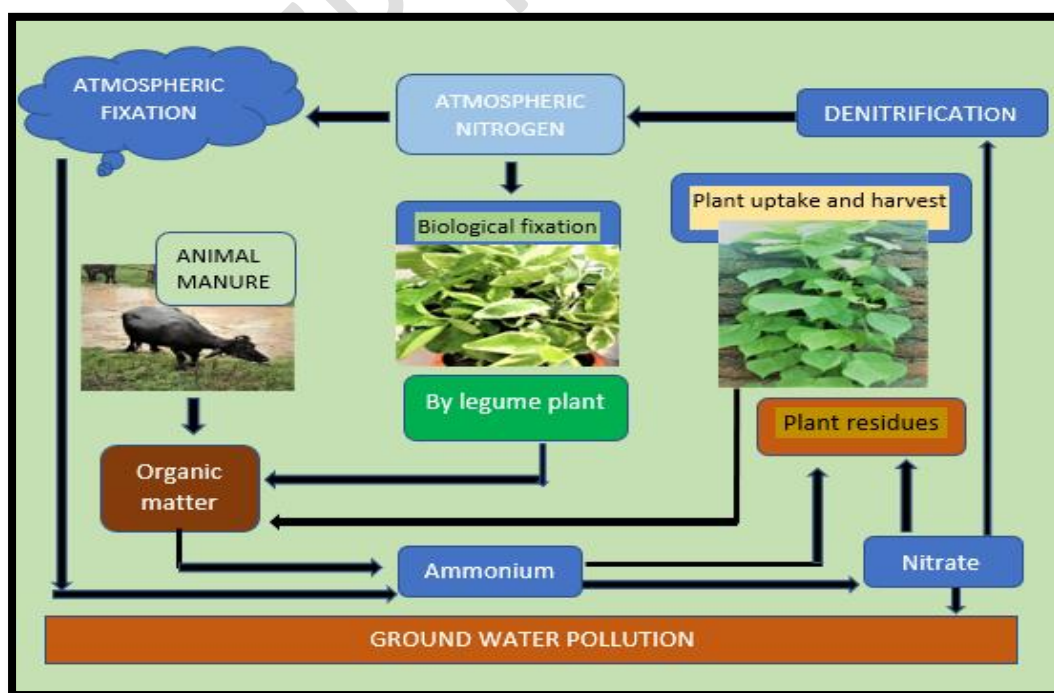 ATMOSPHERIC
FIXATION
ATMOSPHERIC
NITROGEN
DENITRIFICATION
Plant uptake and harvest
Biological fixation
ANIMAL
MANURE
By legume plant
Plant residues
Organic
matter
Ammonium
Nitrate
GROUND WATER POLLUTION